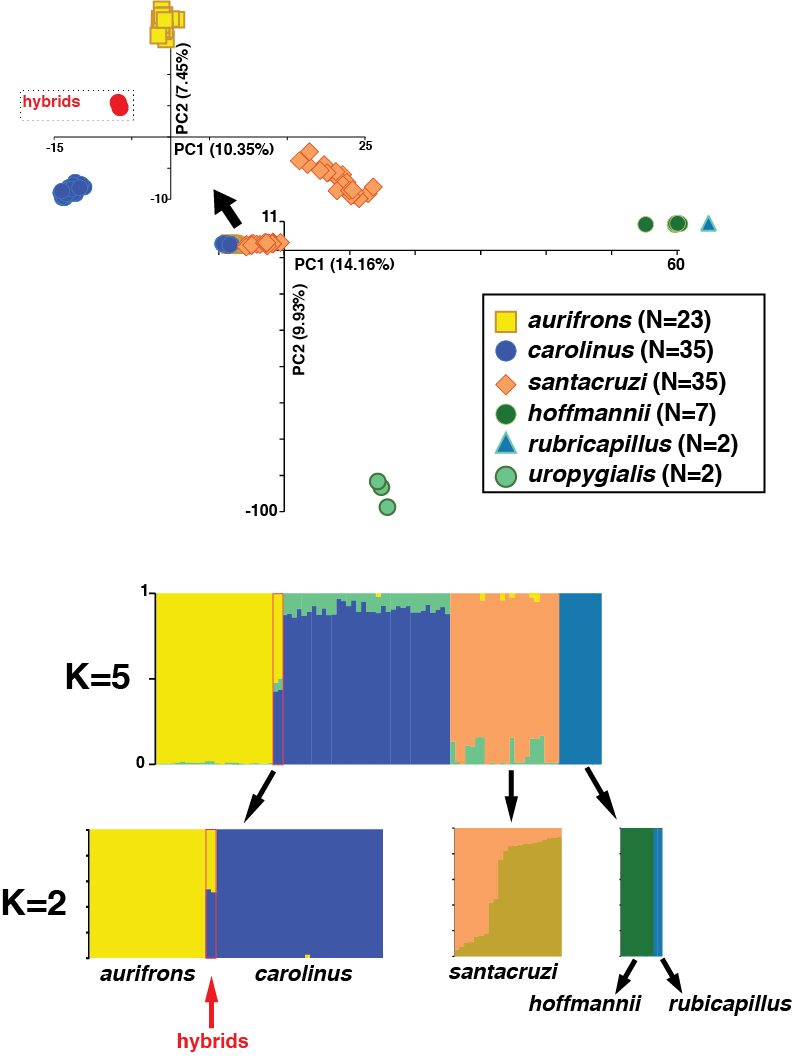 PC2 (7.45%)
hybrids
-15
PC1 (10.35%)
25
-10
11
PC1 (14.16%)
60
PC2 (9.93%)
-100
aurifrons (N=23)
carolinus (N=35)
santacruzi (N=35)
hoffmannii (N=7)
rubricapillus (N=2)
uropygialis (N=2)
1
K=5
0
K=2
aurifrons
carolinus
santacruzi
hoffmannii
rubicapillus
hybrids